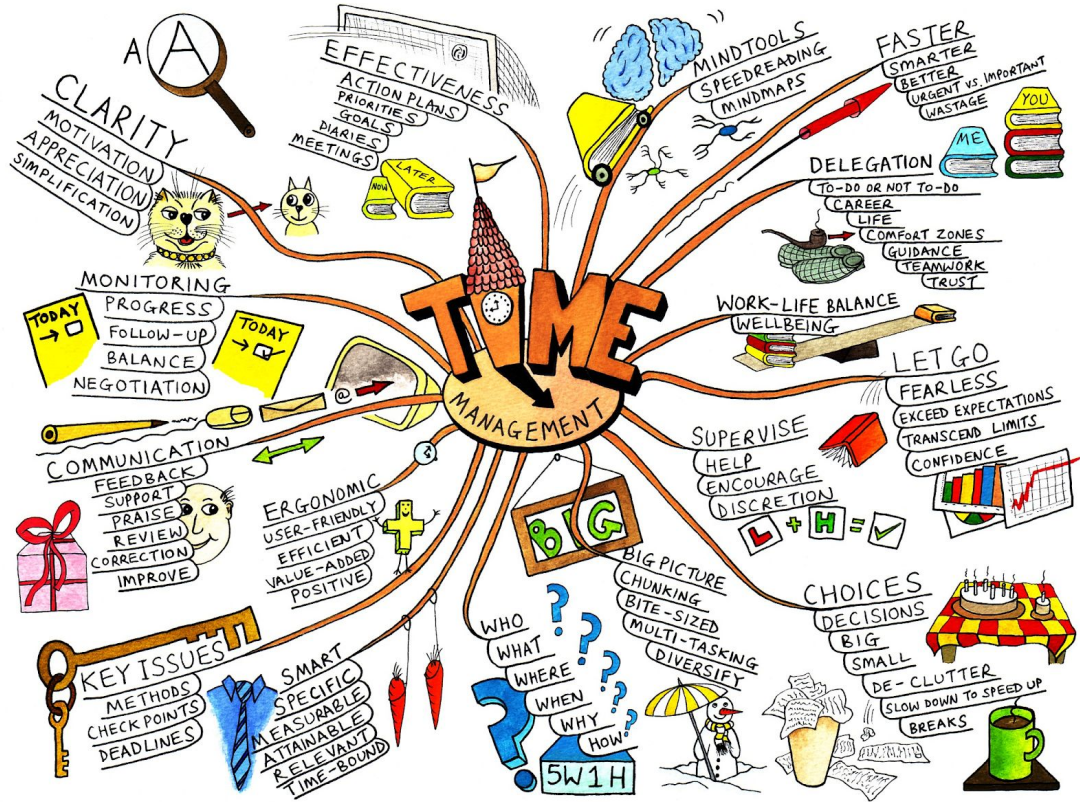 TIME
MANAGEMENT
A
A
CLARITY
MOTIVATION
APPRECIATION
SIMPLIFICATION
EFFECTIVENESS
ACTION PLANS
PRIORITIES
GOALS
DIARIES
MEETINGS
@
NOW
LATER
MINDTOOLS
SPEEDREADING
MINDMAPS
FASTER
SMARTER
BETTER
URGENT VS. IMPORTANT
WASTAGE
ME
YOU
DELEGATION
TO-DO OR NOT TO-DO
CAREER
LIFE
COMFORT ZONES
GUIDANCE
TEAMWORK
TRUST
WORK-LIFE BALANCE
WELLBEING
LET GO
FEARLESS
EXCEED EXPECTATIONS
TRANSCEND LIMITS
CONFIDENCE
SUPERVISE
HELP
ENCOURAGE
DISCRETION
L + H =
CHOICES
DECISIONS
BIG
SMALL
DE-CLUTTER
SLOW DOWN TO SPEED UP
BREAKS
BIG
BIG PICTURE
CHUNKING
BITE-SIZED
MULTI-TASKING
DIVERSIFY
WHO
WHAT
WHERE
WHEN
WHY
HOW
? ? ? ? ? ? ?
5W1H
SMART
SPECIFIC
MEASURABLE
ATTAINABLE
RELEVANT
TIME-BOUND
KEY ISSUES
METHODS
CHECK POINTS
DEADLINES
ERGONOMIC
USER-FRIENDLY
EFFICIENT
VALUE-ADDED
POSITIVE
COMMUNICATION
FEEDBACK
SUPPORT
PRAISE
REVIEW
CORRECTION
IMPROVE
@
MONITORING
PROGRESS
FOLLOW-UP
BALANCE
NEGOTIATION
TODAY
TODAY